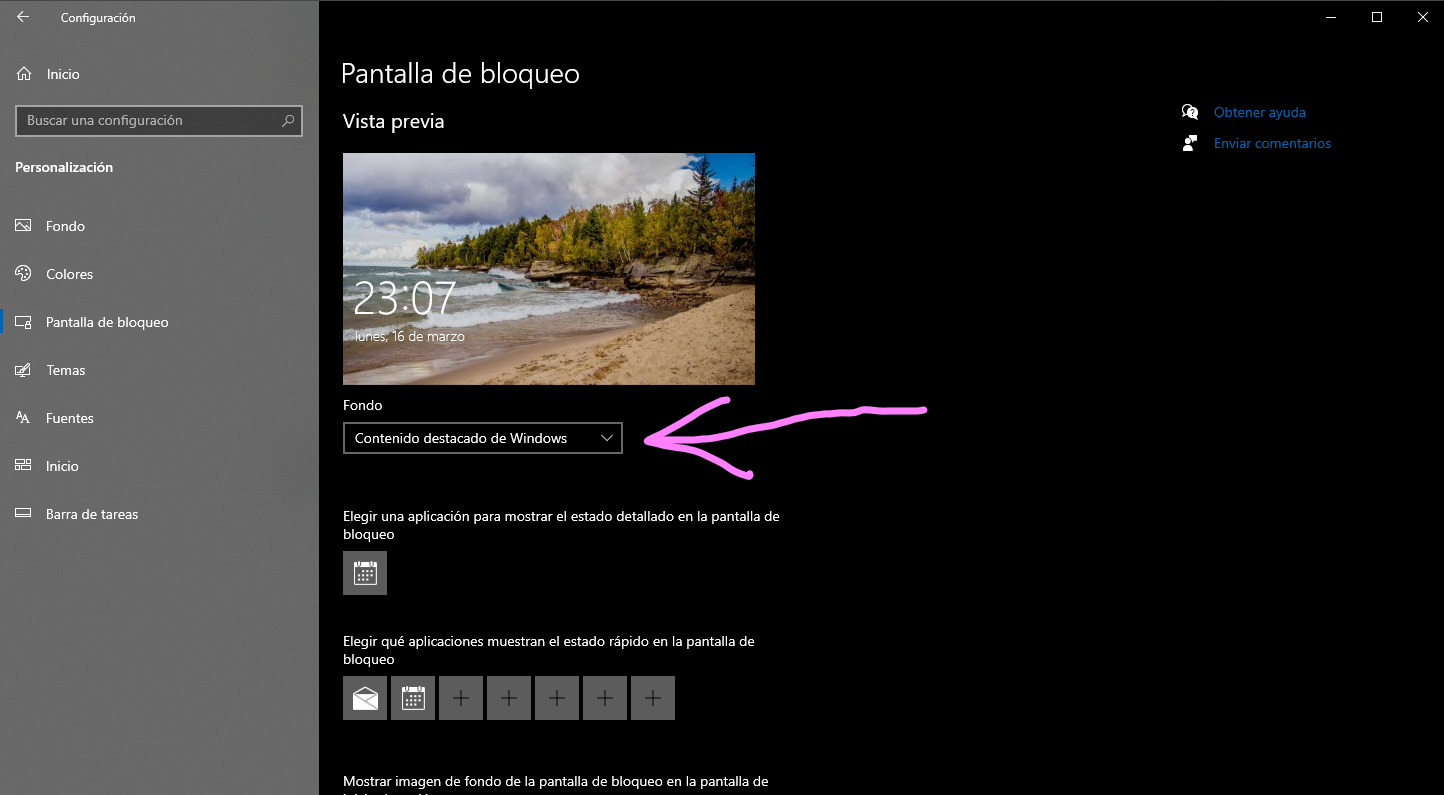 Configuración
Inicio
Buscar una configuración
Personalización
Fondo
Colores
Pantalla de bloqueo
Temas
Fuentes
Inicio
Barra de tareas
Pantalla de bloqueo
Vista previa
23:07
lunes, 16 de marzo
Fondo
Contenido destacado de Windows
Elegir una aplicación para mostrar el estado detallado en la pantalla de
bloqueo
Elegir qué aplicaciones muestran el estado rápido en la pantalla de
bloqueo
Mostrar imagen de fondo de la pantalla de bloqueo en la pantalla de
Obtener ayuda
Enviar comentarios